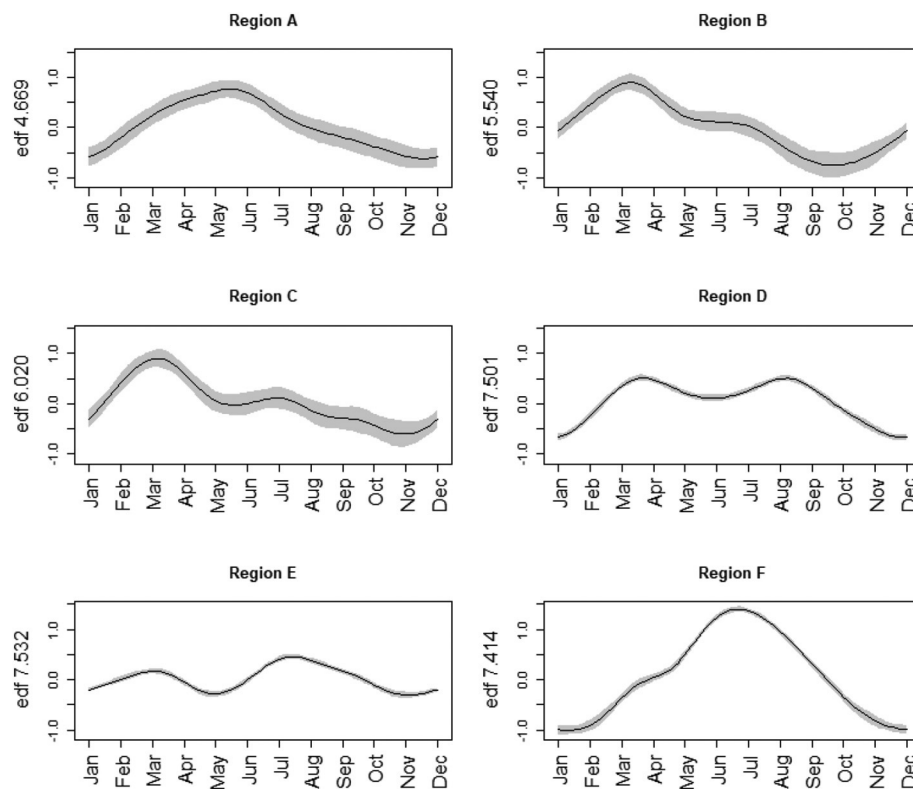 Region A
edf 4.669
1.0
0.0
-1.0
Jan Feb Mar Apr May Jun Jul Aug Sep Oct Nov Dec
Region B
edf 5.540
1.0
0.0
-1.0
Jan Feb Mar Apr May Jun Jul Aug Sep Oct Nov Dec
Region C
edf 6.020
1.0
0.0
-1.0
Jan Feb Mar Apr May Jun Jul Aug Sep Oct Nov Dec
Region D
edf 7.501
1.0
0.0
-1.0
Jan Feb Mar Apr May Jun Jul Aug Sep Oct Nov Dec
Region E
edf 7.532
1.0
0.0
-1.0
Jan Feb Mar Apr May Jun Jul Aug Sep Oct Nov Dec
Region F
edf 7.414
1.0
0.0
-1.0
Jan Feb Mar Apr May Jun Jul Aug Sep Oct Nov Dec